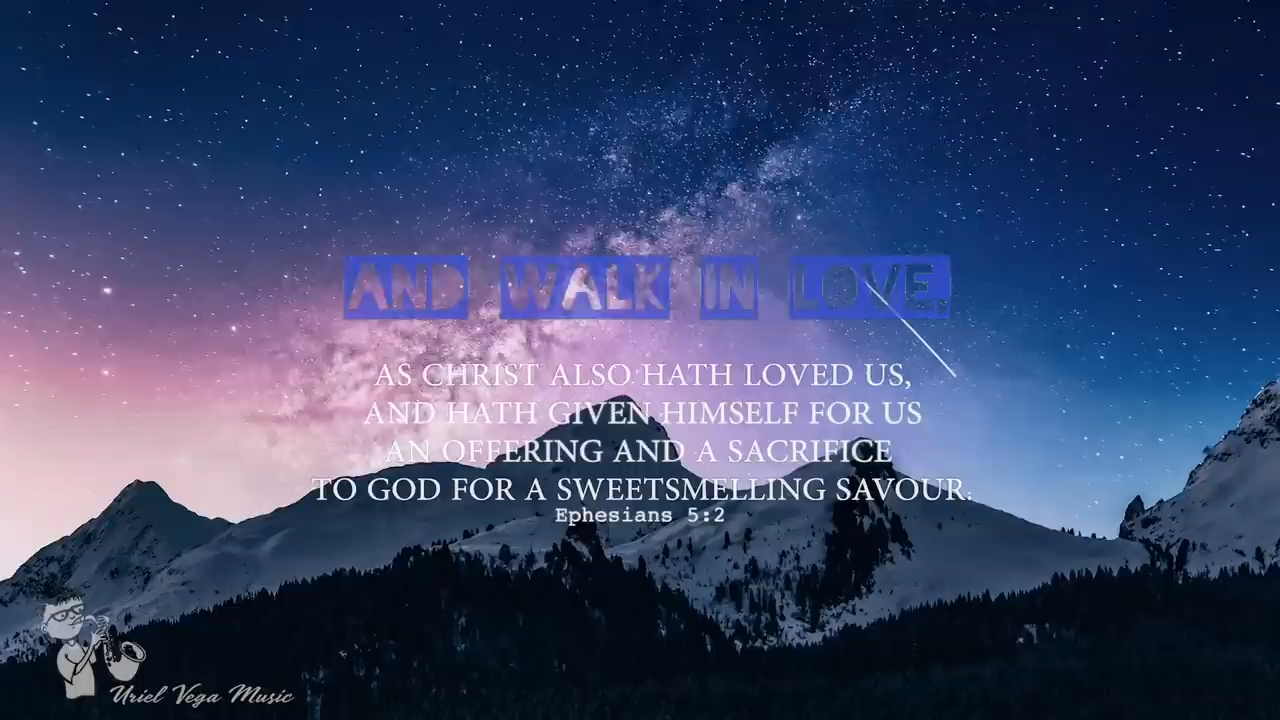 AND WALK IN LOVE.
AS CHRIST ALSO HATH LOVED US,
AND HATH GIVEN HIMSELF FOR US
AN OFFERING AND A SACRIFICE
TO GOD FOR A SWEETSMELLING SAVOUR.
Ephesians 5:2
Uriel Vega Music